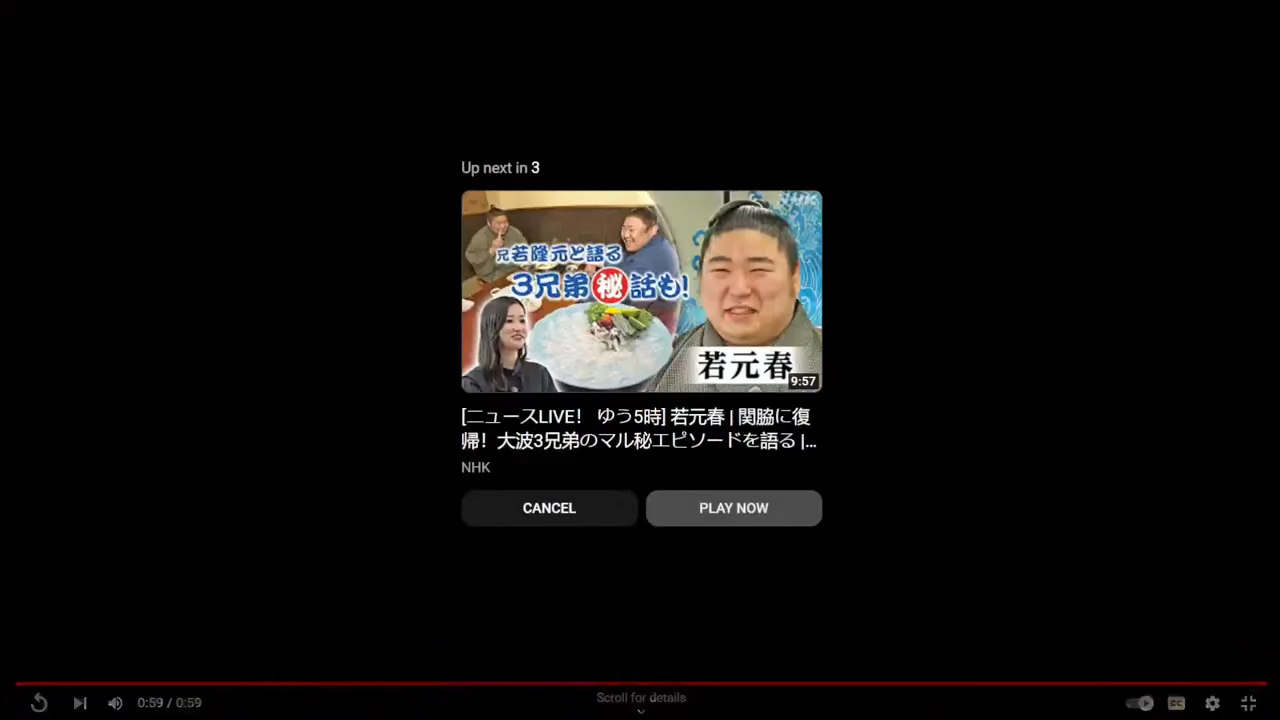 Up next in 3
NHK
兄若隆元と語る
3兄弟㊙話も!
若元春
9:57
[ニュースLIVE! ゆう5時] 若元春 | 関脇に復
帰! 大波3兄弟のマル秘エピソードを語る |...
NHK
CANCEL
PLAY NOW
0:59 / 0:59
Scroll for details
CC